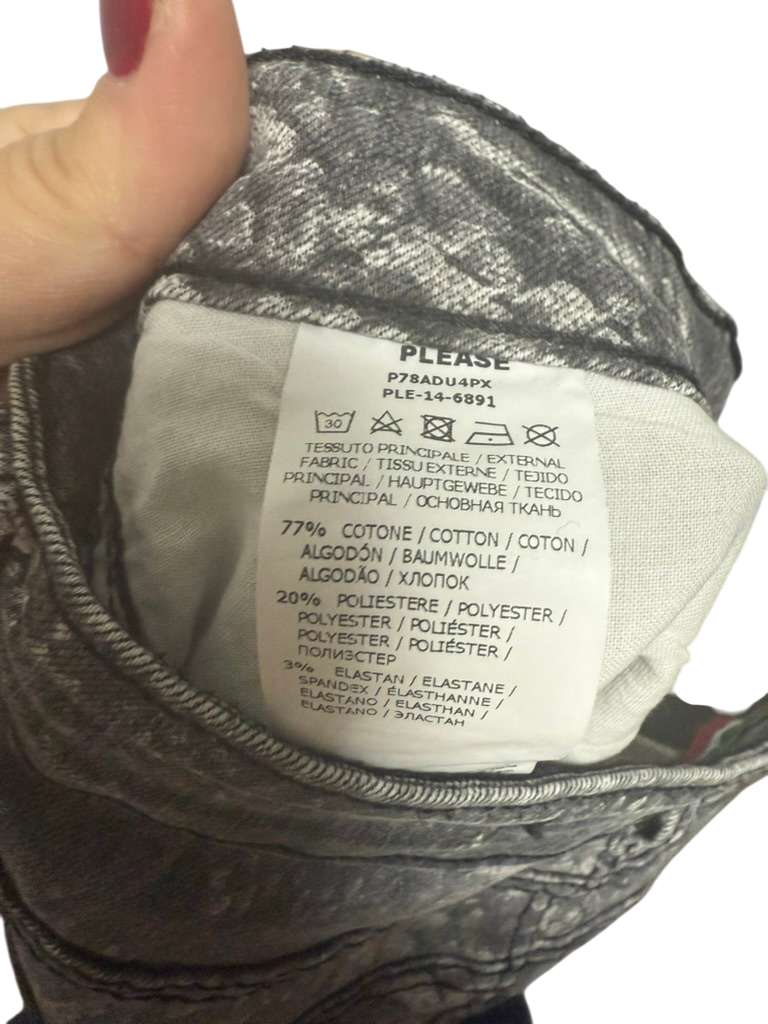 PLEASE
P78ADU4PX
PLE-14-6891
30
TESSUTO PRINCIPALE / EXTERNAL
FABRIC / TISSU EXTERNE / TEJIDO
PRINCIPAL / HAUPTGEWEBE / TECIDO
PRINCIPAL / ОСНОВНАЯ ТКАНЬ
77% COTONE / COTTON / COTON /
ALGODÓN / BAUMWOLLE /
ALGODÃO / ХЛОПОК
20% POLIESTERE / POLYESTER /
POLYESTER / POLIÉSTER /
POLYESTER / POLIÉSTER /
ПОЛИЭСТЕР
3% ELASTAN / ELASTANE /
SPANDEX / ÉLASTHANNE /
ELASTANO / ELASTHAN /
ELASTANO / ЭЛАСТАН